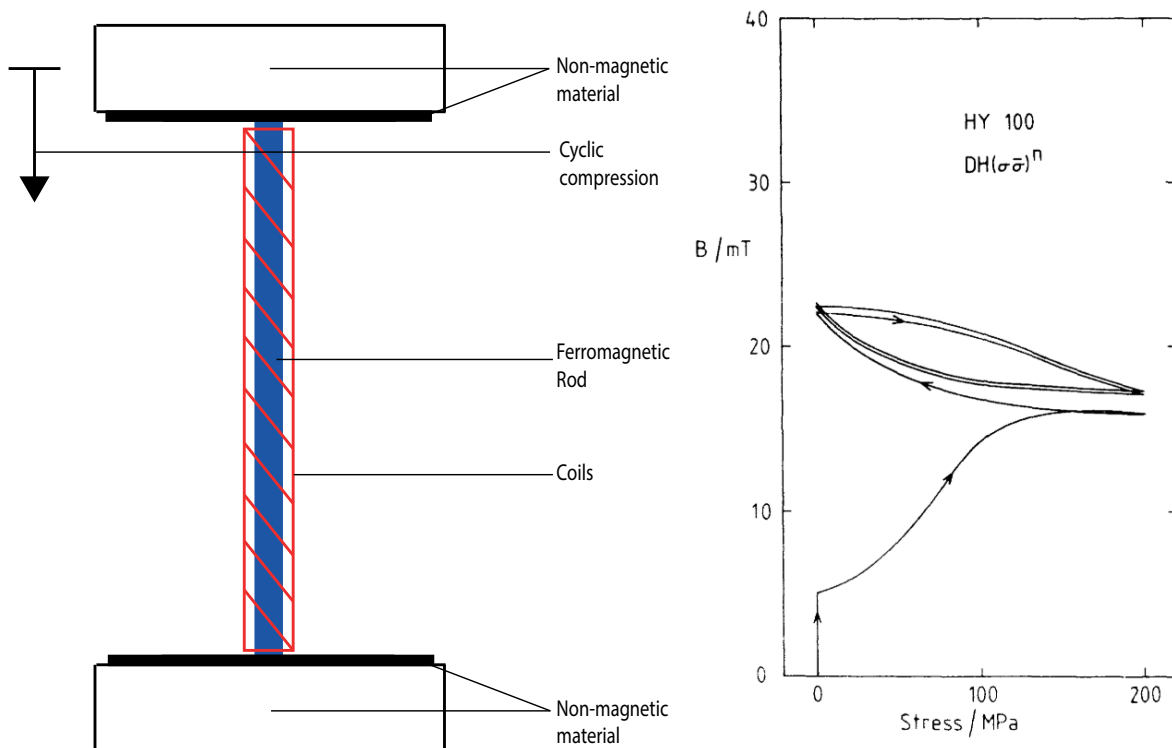 Non-magnetic
material
Cyclic
compression
Ferromagnetic
Rod
Coils
Non-magnetic
material
40
HY 100
DH(σσ̄)ⁿ
30
B/mT
20
10
0
0 100 200
Stress/MPa